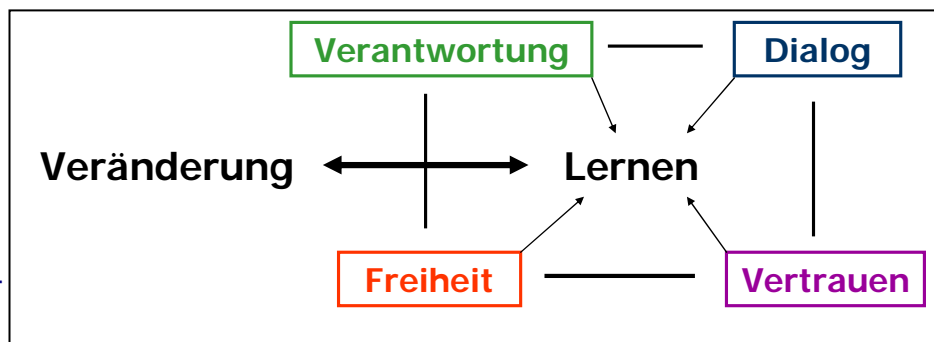 Verantwortung
Dialog
Veränderung
Lernen
Freiheit
Vertrauen